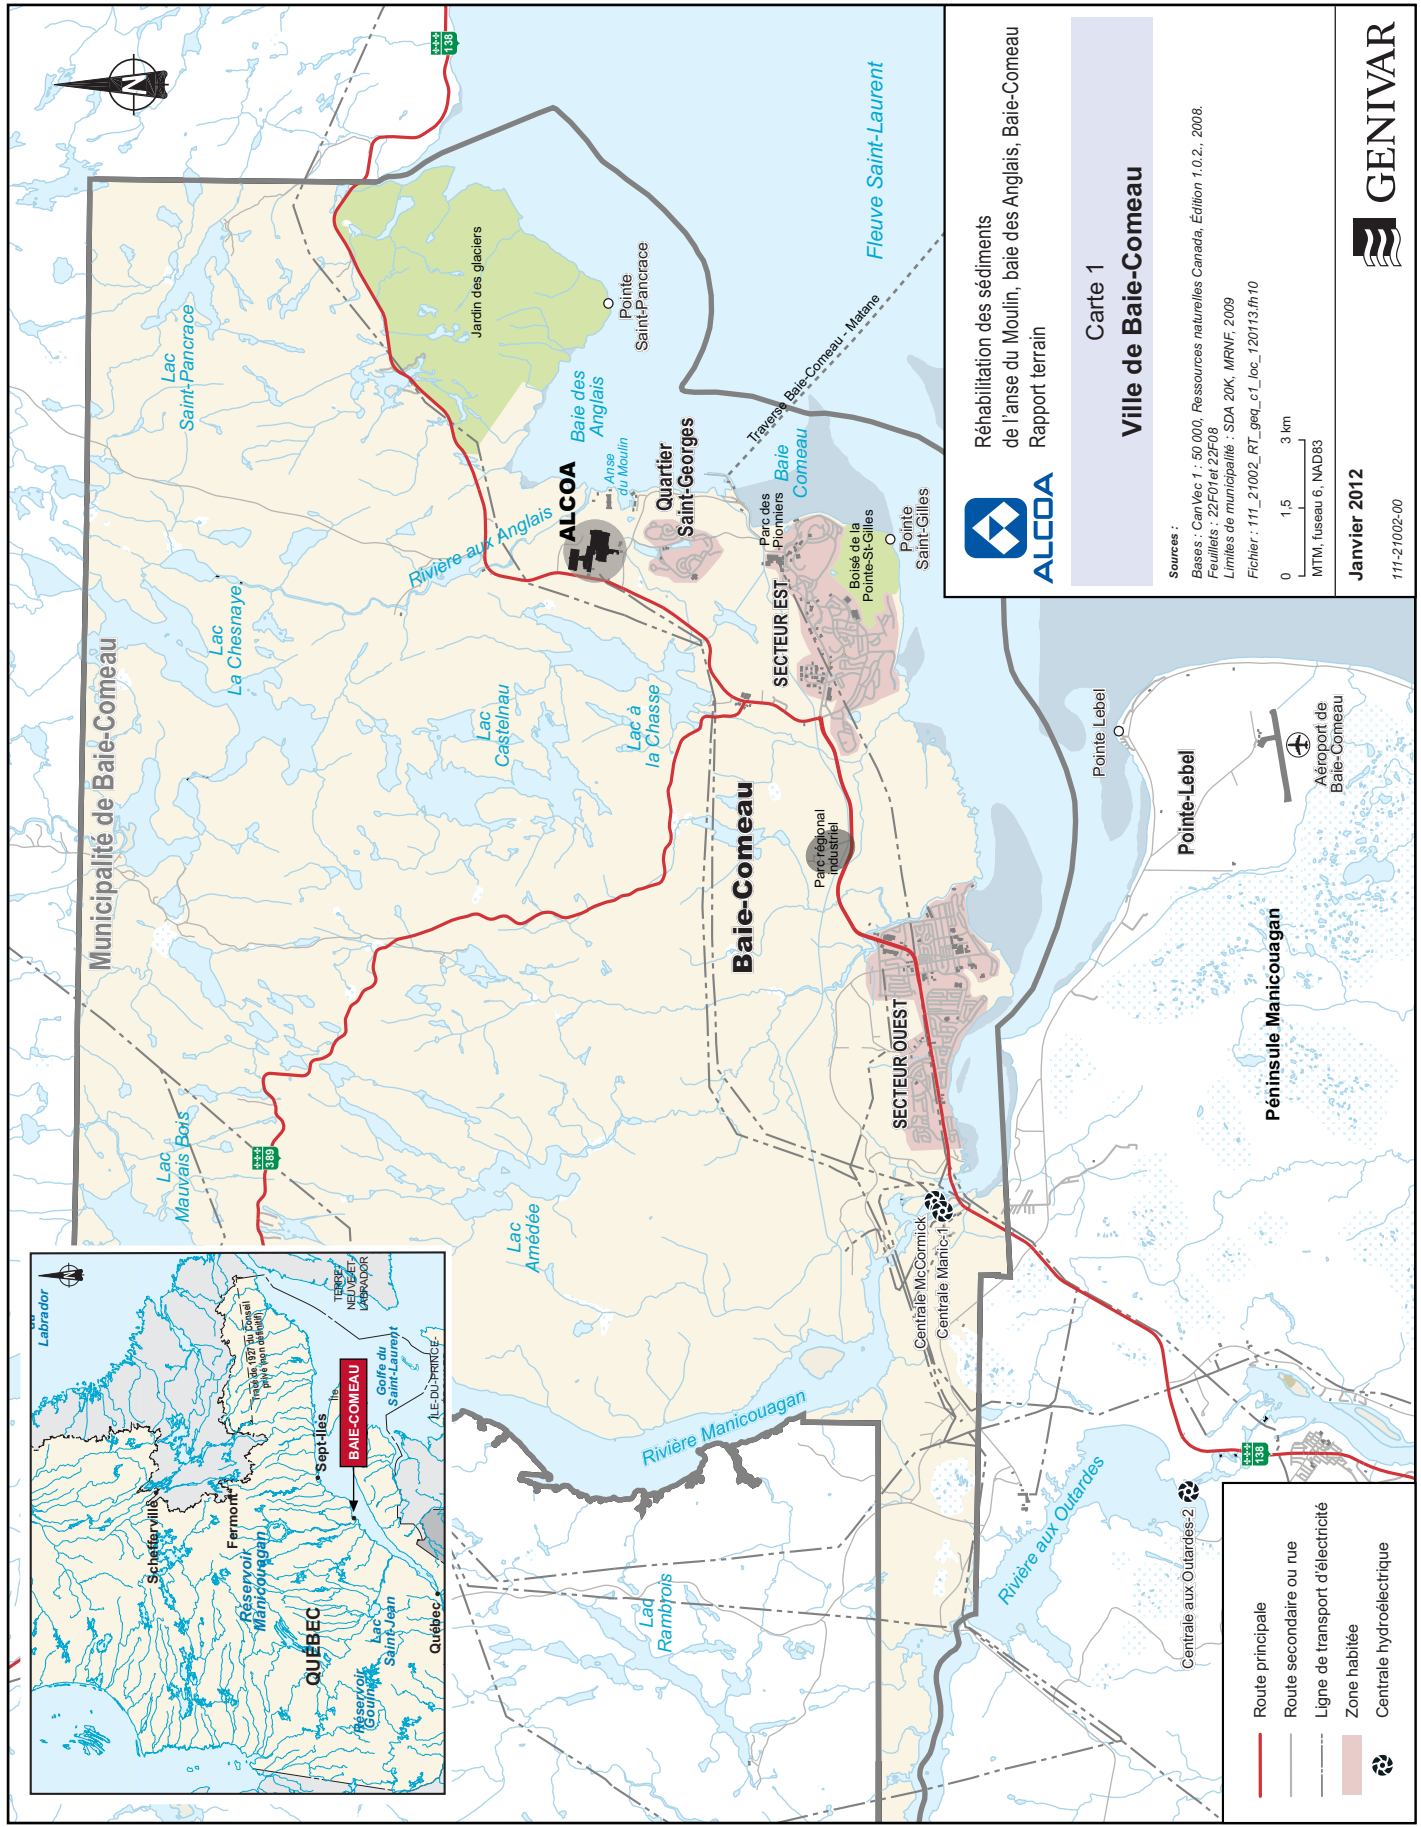 Municipalité de Baie-Comeau
138
N
Lac
Saint-Pancrace
Jardin des glaciers
Pointe
Saint-Pancrace
Fleuve Saint-Laurent
Lac
La Chesnaye
Rivière aux Anglais
Baie des
Anglais
ALCOA
Anse
du Moulin
Quartier
Saint-Georges
Traverse Baie-Comeau - Matane
Baie
Comeau
Parc des
Pionniers
Boisé de la
Pointe-St-Gilles
Pointe
Saint-Gilles
SECTEUR EST
Lac
Castelnau
Lac à
la Chasse
Baie-Comeau
Parc régional
industriel
SECTEUR OUEST
Lac
Mauvais Bois
389
Lac
Amédée
Centrale McCormick
Centrale Manic-1
Rivière Manicouagan
Lac
Rambrois
Rivière aux Outardes
Centrale aux Outardes-2
138
Pointe Lebel
Pointe-Lebel
Aéroport de
Baie-Comeau
Péninsule Manicouagan
N
Labrador
TERRE-
NEUVE-ET-
LABRADOR
Tracé de 1927 du Conseil
privé (non définitif)
Golfe du
Saint-Laurent
ÎLE-DU-PRINCE-
BAIE-COMEAU
Sept-Îles
Schefferville
Fermont
Réservoir
Manicouagan
QUÉBEC
Lac
Saint-Jean
Québec
Réservoir
Gouin
Route principale
Route secondaire ou rue
Ligne de transport d'électricité
Zone habitée
Centrale hydroélectrique
ALCOA
Réhabilitation des sédiments
de l'anse du Moulin, baie des Anglais, Baie-Comeau
Rapport terrain
Carte 1
Ville de Baie-Comeau
Sources :
Bases : CanVec 1 : 50 000, Ressources naturelles Canada, Édition 1.0.2., 2008.
Feuillets : 22F01et 22F08
Limites de municipalité : SDA 20K, MRNF, 2009
Fichier : 111_21002_RT_geq_c1_loc_120113.fh10
0 1,5 3 km
MTM, fuseau 6, NAD83
Janvier 2012
111-21002-00
GENIVAR